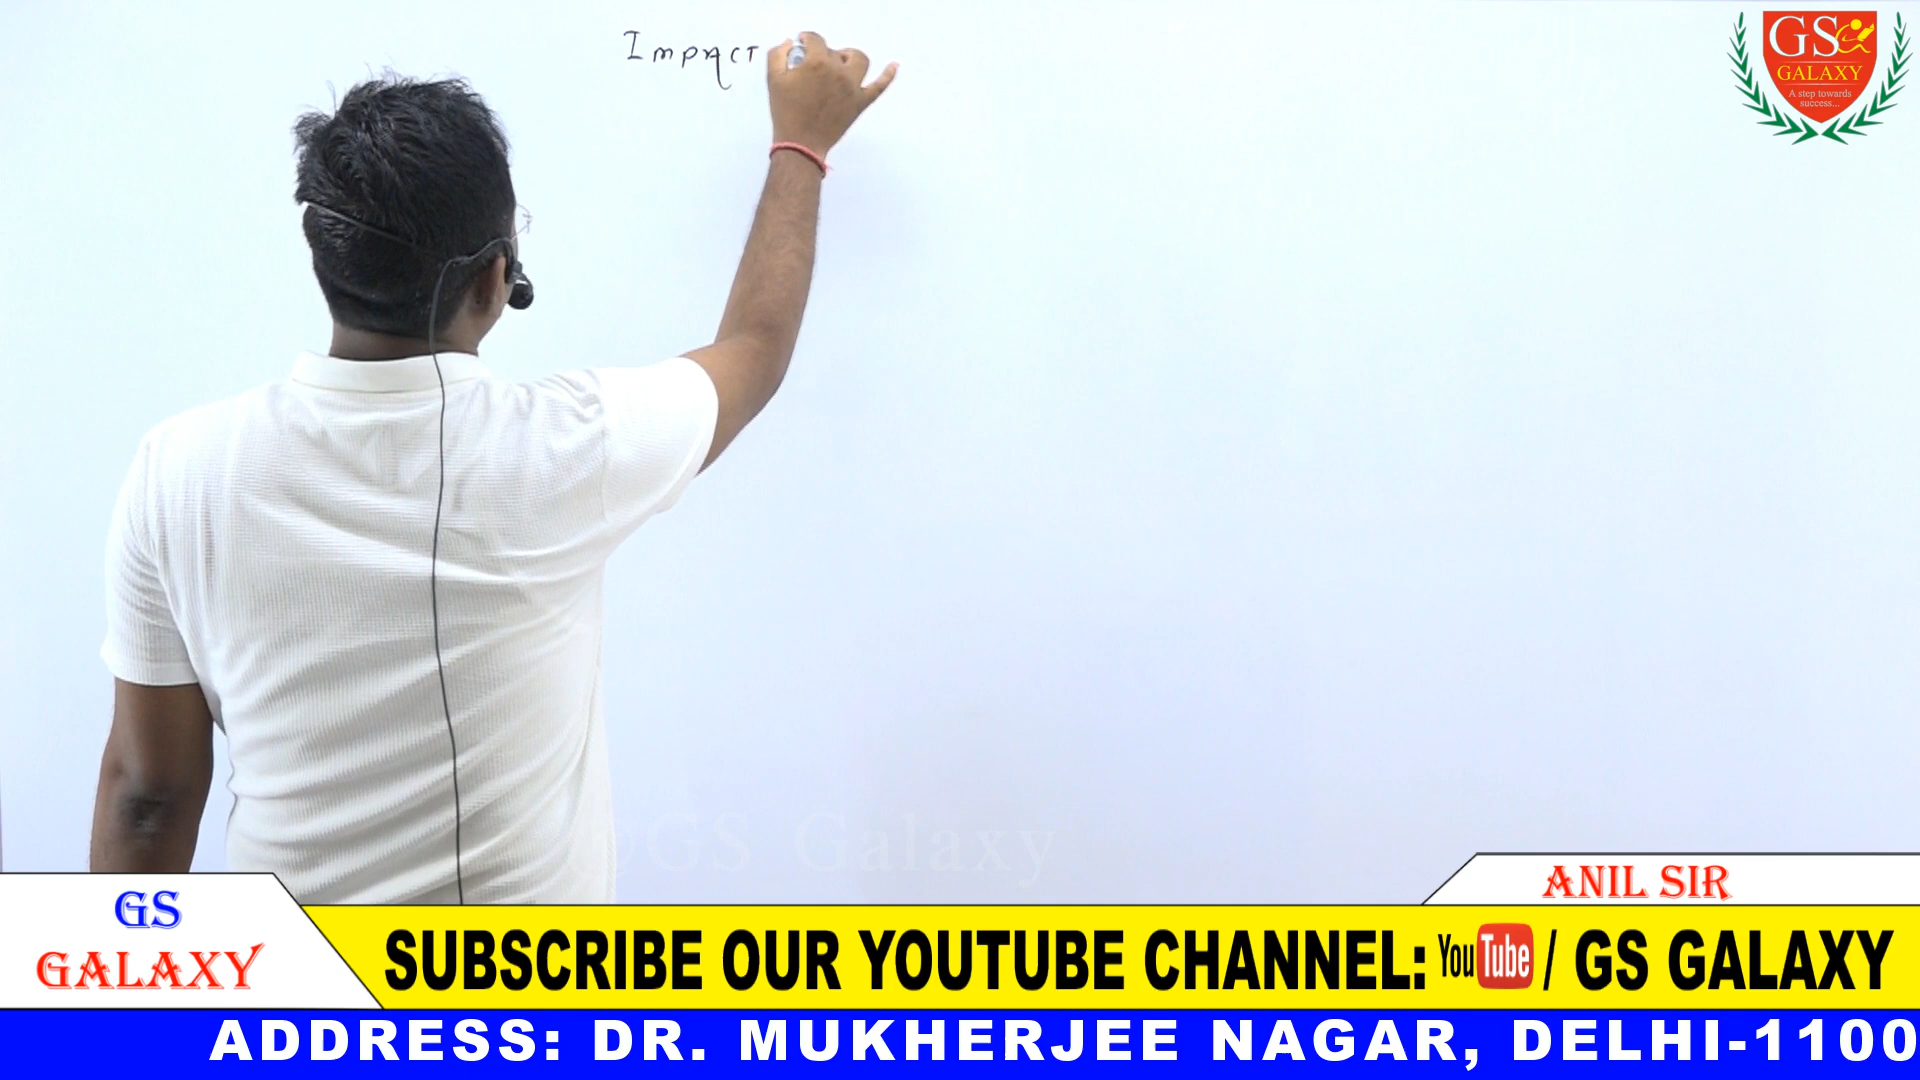 Impact
GS
GALAXY
A step towards
success...
GS Galaxy
ANIL SIR
GS
GALAXY
SUBSCRIBE OUR YOUTUBE CHANNEL: YouTube / GS GALAXY
ADDRESS: DR. MUKHERJEE NAGAR, DELHI-1100